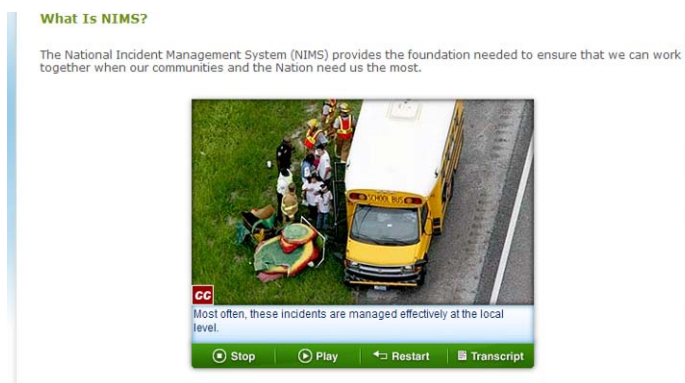 What Is NIMS?
The National Incident Management System (NIMS) provides the foundation needed to ensure that we can work
together when our communities and the Nation need us the most.
SCHOOL BUS
CC
Most often, these incidents are managed effectively at the local
level.
Stop Play Restart Transcript